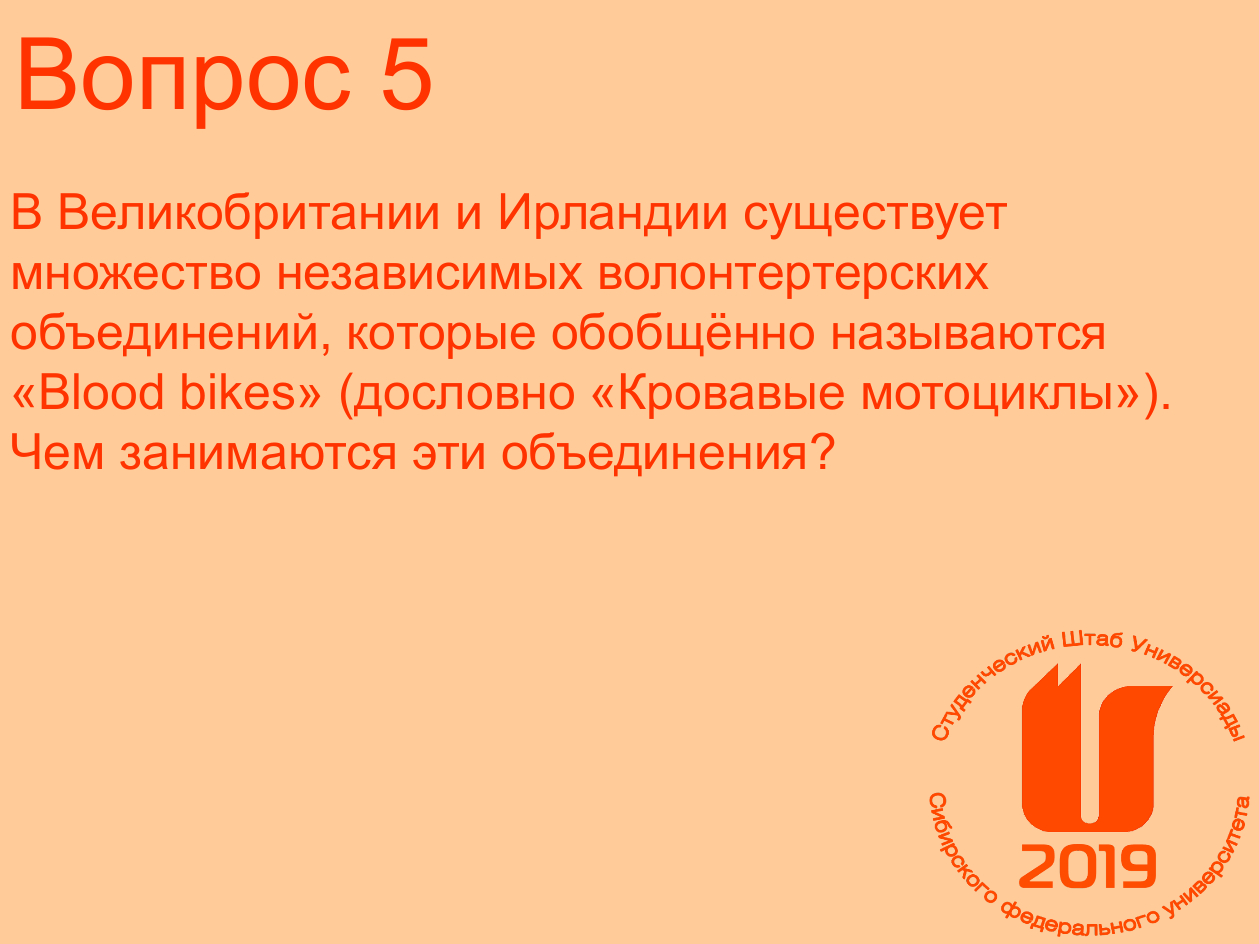 Вопрос 5
В Великобритании и Ирландии существует
множество независимых волонтертерских
объединений, которые обобщённо называются
«Blood bikes» (дословно «Кровавые мотоциклы»).
Чем занимаются эти объединения?
Студенческий Штаб Универсиады
2019
Сибирского федерального университета